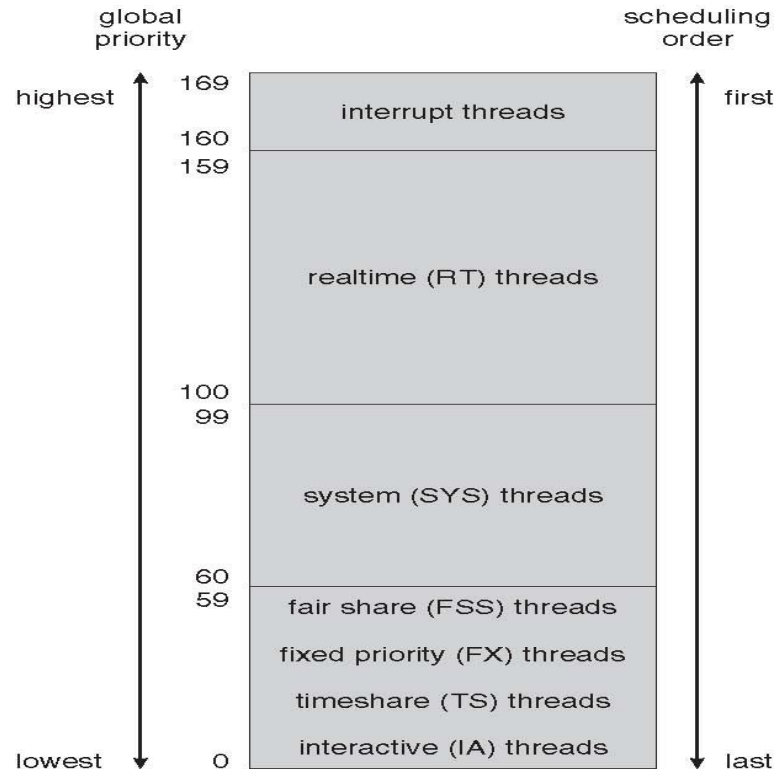 global
priority
scheduling
order
highest
169
first
interrupt threads
160
159
realtime (RT) threads
100
99
system (SYS) threads
60
59
fair share (FSS) threads
fixed priority (FX) threads
timeshare (TS) threads
lowest
0
interactive (IA) threads
last